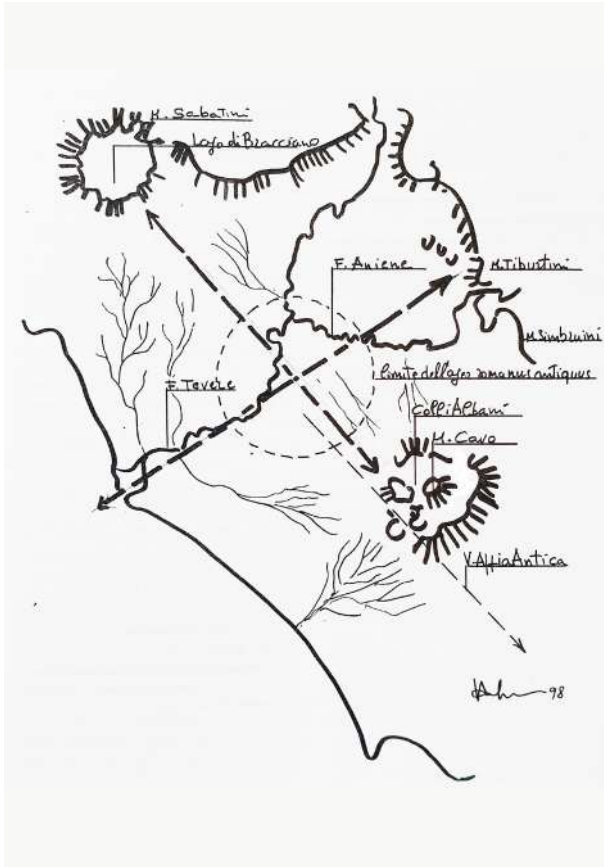 M. Sabatini
Lago di Bracciano
F. Aniene
M. Tiburtini
M. Simbruini
F. Tevere
limite dell'ager romanus antiquus
Colli Albani
M. Cavo
V. Appia Antica
98